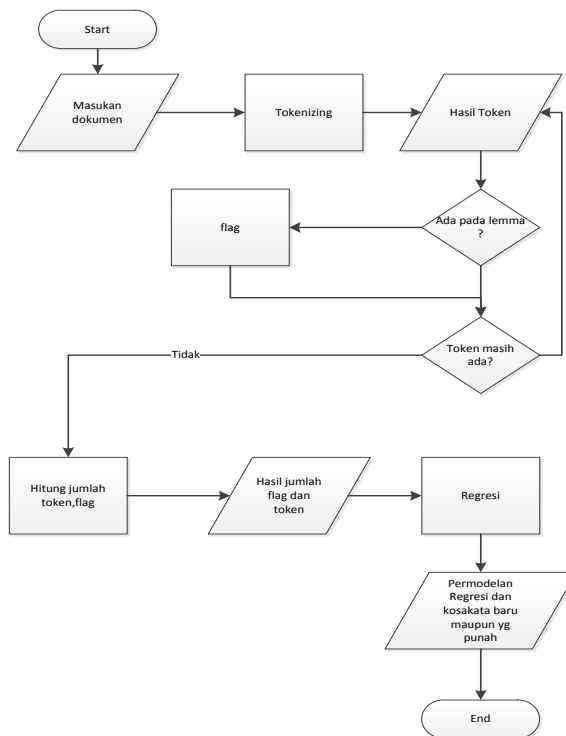 Start
Masukan
dokumen
Tokenizing
Hasil Token
flag
Ada pada lemma
?
Token masih
ada?
Tidak
Hitung jumlah
token,flag
Hasil jumlah
flag dan
token
Regresi
Permodelan
Regresi dan
kosakata baru
maupun yg
punah
End